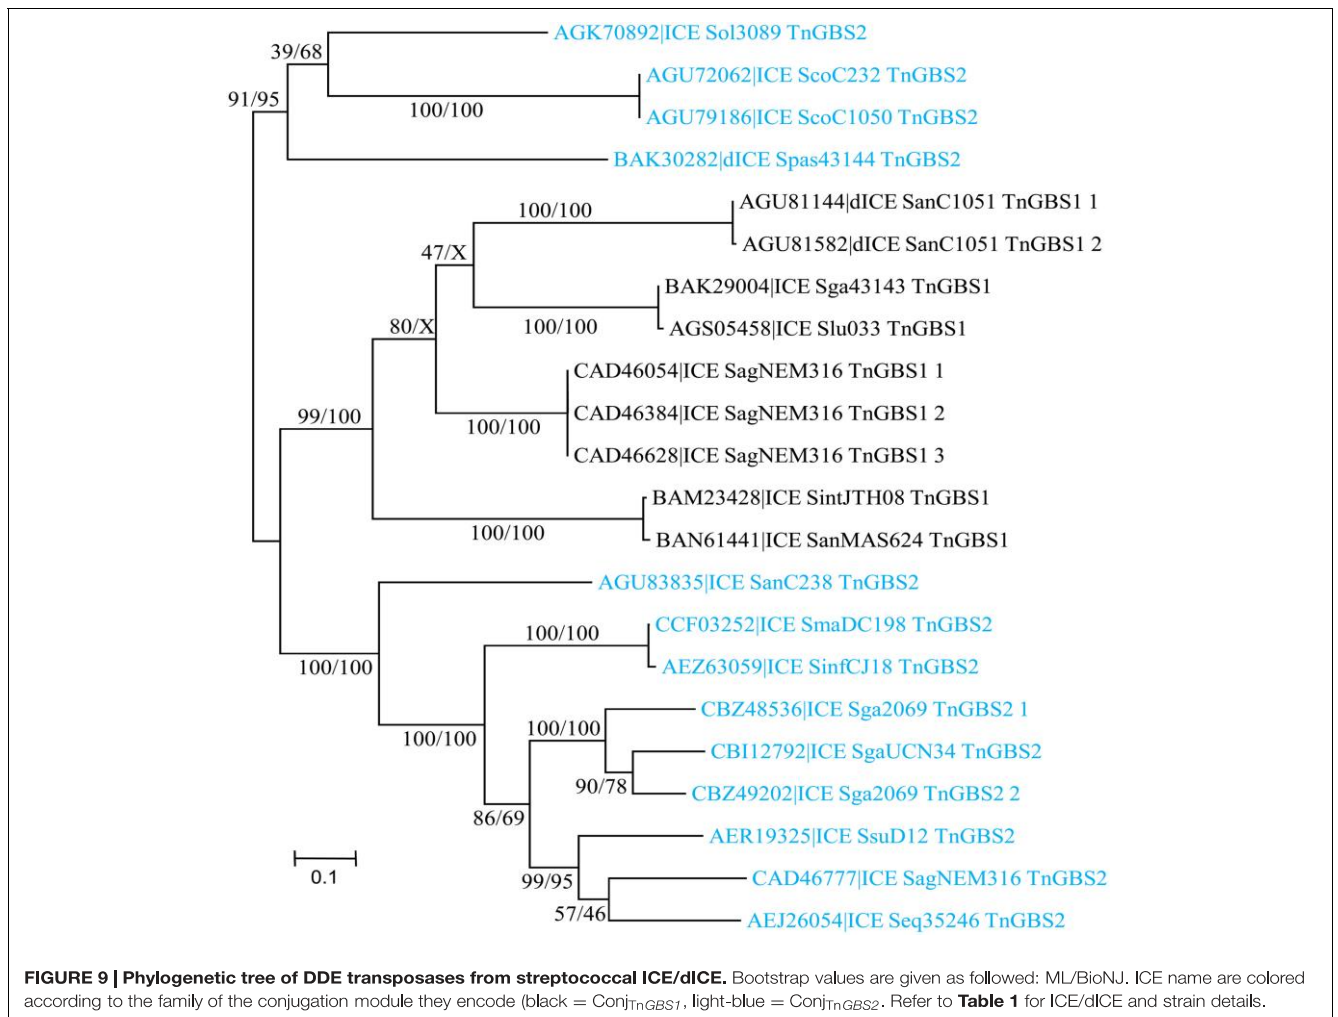 AGK70892|ICE Sol3089 TnGBS2
39/68
AGU72062|ICE ScoC232 TnGBS2
91/95
100/100
AGU79186|ICE ScoC1050 TnGBS2
BAK30282|dICE Spas43144 TnGBS2
AGU81144|dICE SanC1051 TnGBS1 1
100/100
AGU81582|dICE SanC1051 TnGBS1 2
47/X
BAK29004|ICE Sga43143 TnGBS1
80/X
100/100
AGS05458|ICE Slu033 TnGBS1
CAD46054|ICE SagNEM316 TnGBS1 1
99/100
CAD46384|ICE SagNEM316 TnGBS1 2
100/100
CAD46628|ICE SagNEM316 TnGBS1 3
BAM23428|ICE SintJTH08 TnGBS1
100/100
BAN61441|ICE SanMAS624 TnGBS1
AGU83835|ICE SanC238 TnGBS2
CCF03252|ICE SmaDC198 TnGBS2
100/100
100/100
AEZ63059|ICE SinfCJ18 TnGBS2
CBZ48536|ICE Sga2069 TnGBS2 1
100/100
100/100
CBI12792|ICE SgaUCN34 TnGBS2
90/78
CBZ49202|ICE Sga2069 TnGBS2 2
86/69
AER19325|ICE SsuD12 TnGBS2
0.1
99/95
CAD46777|ICE SagNEM316 TnGBS2
57/46
AEJ26054|ICE Seq35246 TnGBS2
FIGURE 9 | Phylogenetic tree of DDE transposases from streptococcal ICE/dICE. Bootstrap values are given as followed: ML/BioNJ. ICE name are colored
according to the family of the conjugation module they encode (black = ConjTnGBS1, light-blue = ConjTnGBS2. Refer to Table 1 for ICE/dICE and strain details.